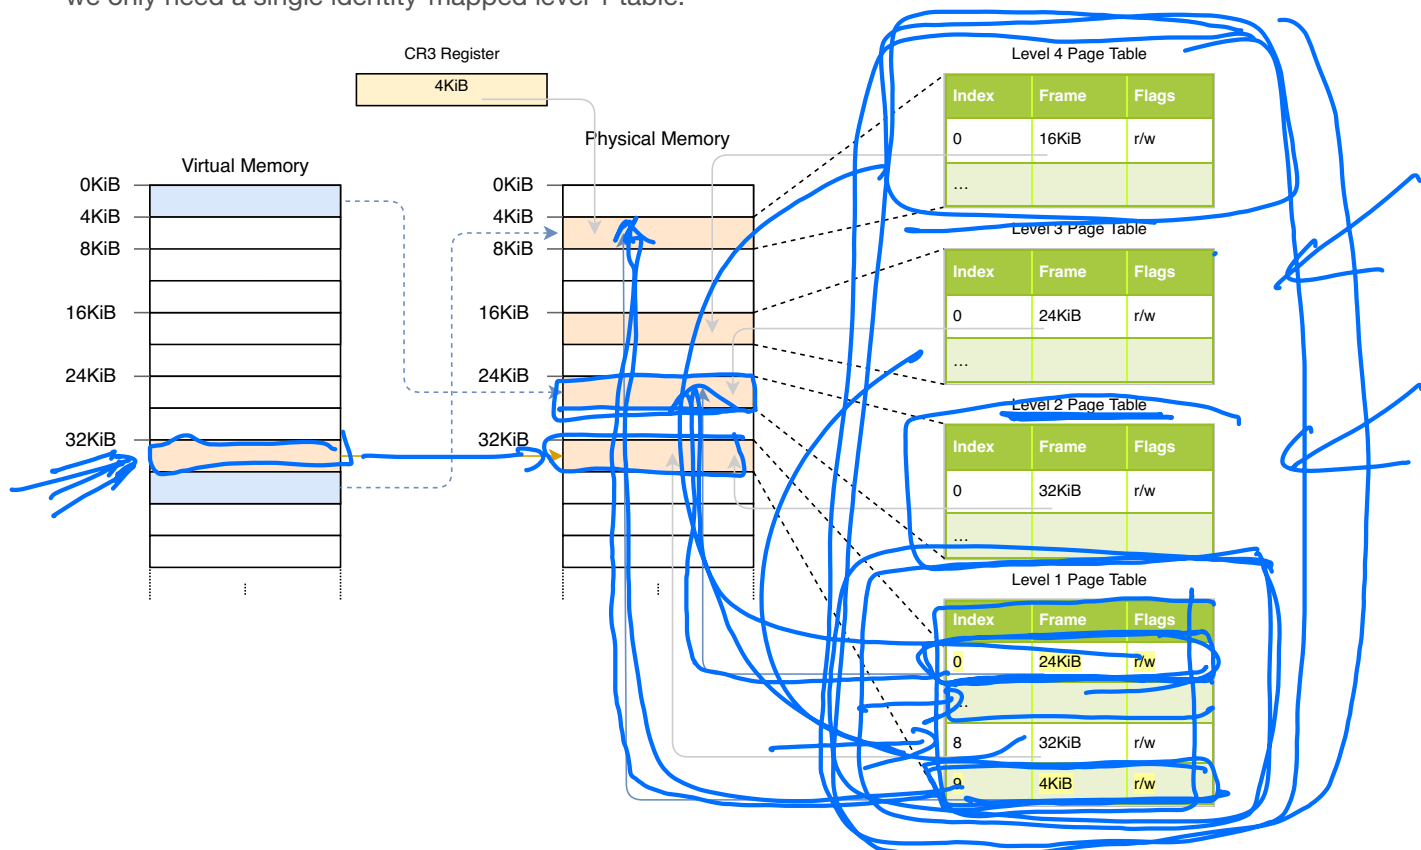 we only need a single identity-mapped level 1 table.
CR3 Register
4KiB
Virtual Memory
0KiB
4KiB
8KiB
16KiB
24KiB
32KiB
Physical Memory
0KiB
4KiB
8KiB
16KiB
24KiB
32KiB
Level 4 Page Table
Index Frame Flags
0 16KiB r/w
...
Level 3 Page Table
Index Frame Flags
0 24KiB r/w
...
Level 2 Page Table
Index Frame Flags
0 32KiB r/w
...
Level 1 Page Table
Index Frame Flags
0 24KiB r/w
...
8 32KiB r/w
9 4KiB r/w